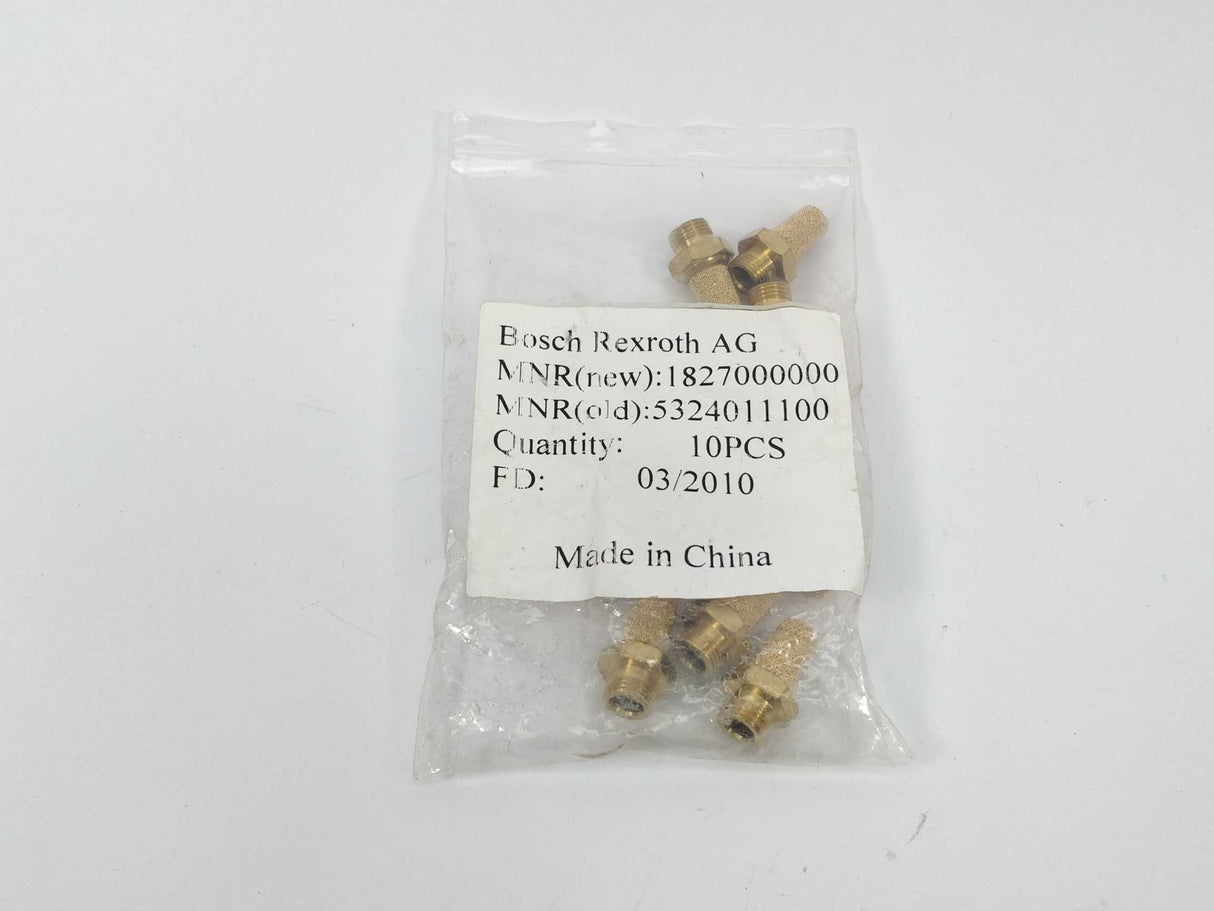 Bosch Rexroth AG
MNR(new):1827000000
MNR(old):5324011100
Quantity: 10PCS
FD: 03/2010
Made in China